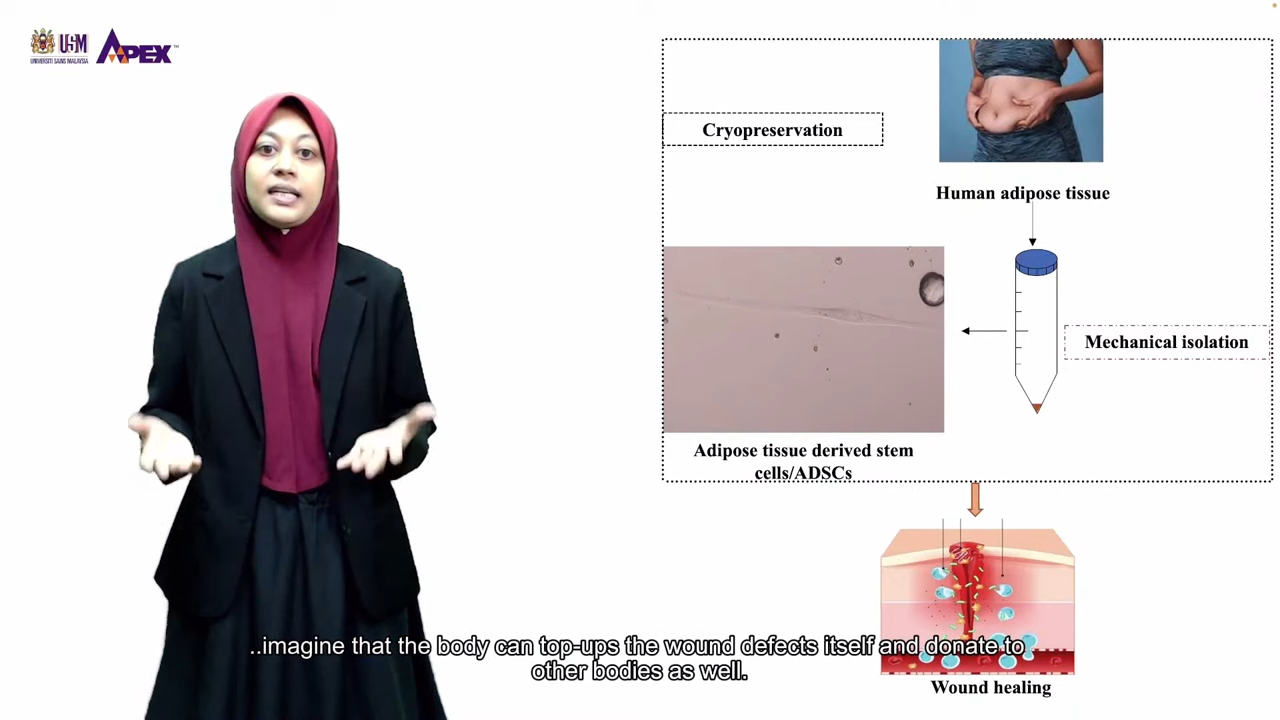 USM
UNIVERSITI SAINS MALAYSIA
APEX™
Cryopreservation
Human adipose tissue
Mechanical isolation
Adipose tissue derived stem
cells/ADSCs
..imagine that the body can top-ups the wound defects itself and donate to
other bodies as well.
Wound healing